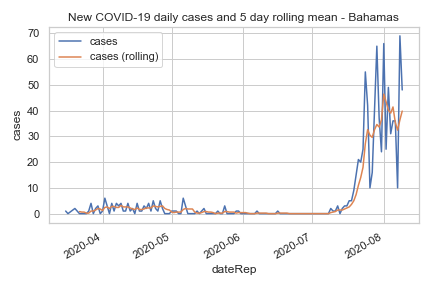 New COVID-19 daily cases and 5 day rolling mean - Bahamas
cases
cases (rolling)
70
60
50
40
30
20
10
0
cases
2020-04
2020-05
2020-06
2020-07
2020-08
dateRep